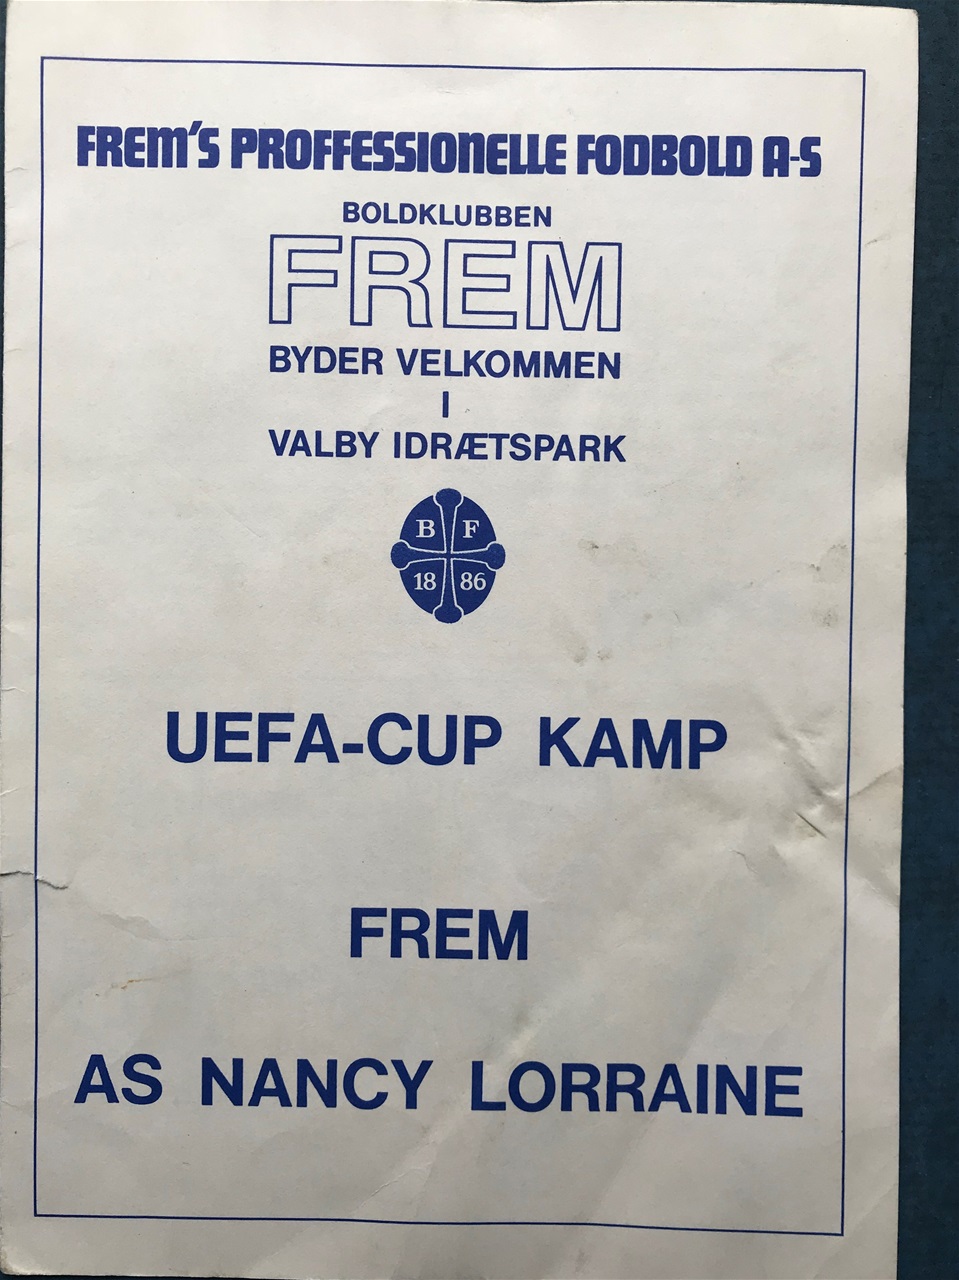 FREM'S PROFFESSIONELLE FODBOLD A-S
BOLDKLUBBEN
FREM
BYDER VELKOMMEN
I
VALBY IDRÆTSPARK
B F
18 86
UEFA-CUP KAMP
FREM
AS NANCY LORRAINE